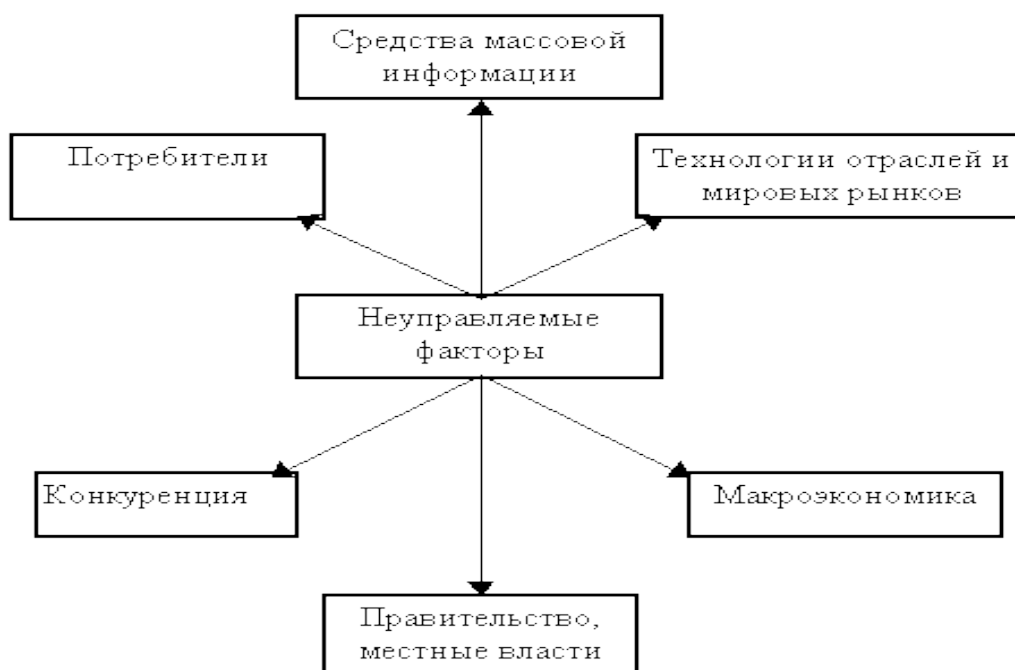 Средства массовой
информации
Потребители
Технологии отраслей и
мировых рынков
Неуправляемые
факторы
Конкуренция
Макроэкономика
Правительство,
местные власти